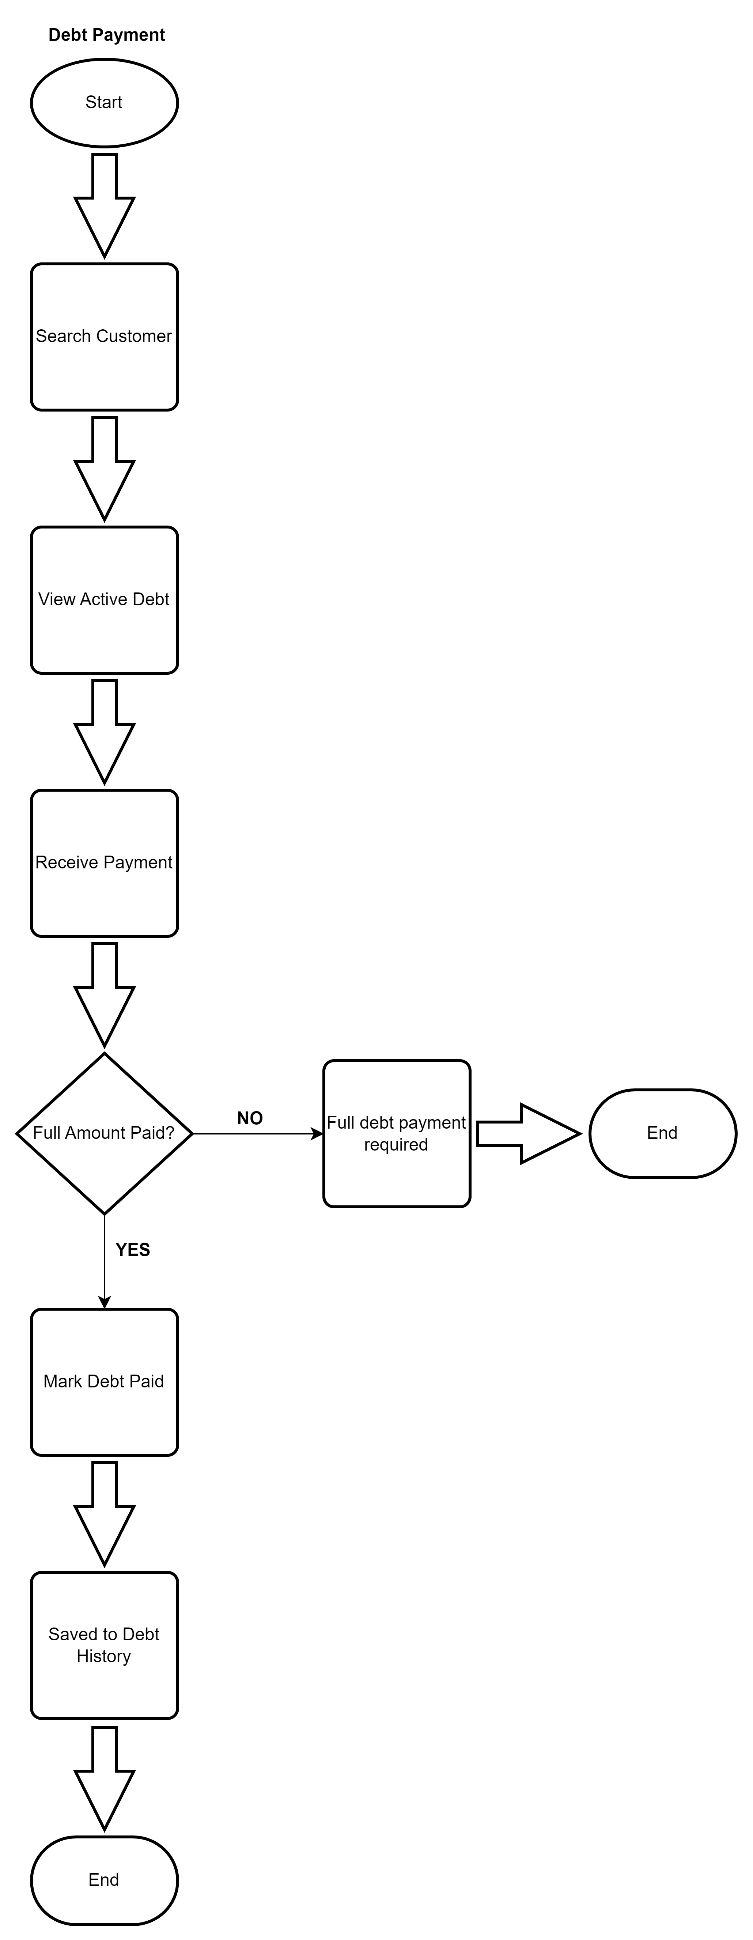 Debt Payment
Start
Search Customer
View Active Debt
Receive Payment
Full Amount Paid?
NO
Full debt payment
required
End
YES
Mark Debt Paid
Saved to Debt
History
End